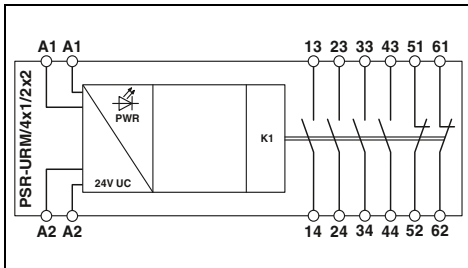 A1 A1 13 23 33 43 51 61
PSR-URM/4x1/2x2
PWR
K1
24V UC
A2 A2 14 24 34 44 52 62